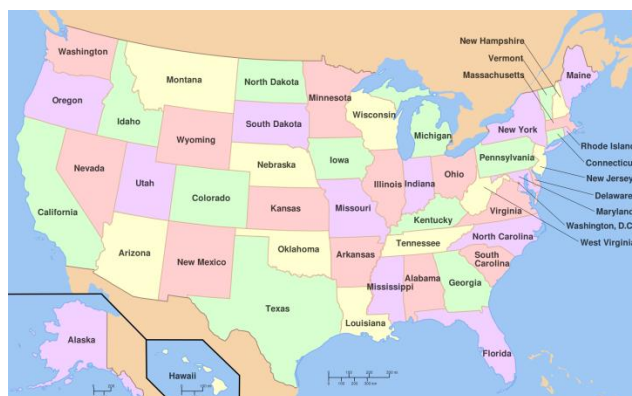 Washington
Oregon
California
Nevada
Idaho
Montana
Wyoming
Utah
Arizona
Colorado
New Mexico
North Dakota
South Dakota
Nebraska
Kansas
Oklahoma
Texas
Minnesota
Iowa
Missouri
Arkansas
Louisiana
Wisconsin
Illinois
Michigan
Indiana
Ohio
Kentucky
Tennessee
Mississippi
Alabama
Georgia
Florida
South
Carolina
North Carolina
Virginia
Pennsylvania
New York
Maine
New Hampshire
Vermont
Massachusetts
Rhode Islan
Connecticu
New Jersey
Delaware
Maryland
Washington, D.C
West Virginia
Alaska
Hawaii